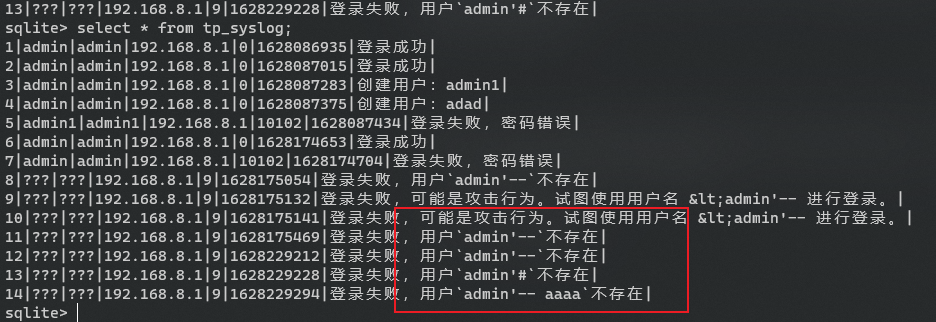 13|???|???|192.168.8.1|9|1628229228|登录失败，用户`admin'#`不存在|
sqlite> select * from tp_syslog;
1|admin|admin|192.168.8.1|0|1628086935|登录成功|
2|admin|admin|192.168.8.1|0|1628087015|登录成功|
3|admin|admin|192.168.8.1|0|1628087283|创建用户：admin1|
4|admin|admin|192.168.8.1|0|1628087375|创建用户：adad|
5|admin1|admin1|192.168.8.1|10102|1628087434|登录失败，密码错误|
6|admin|admin|192.168.8.1|0|1628174653|登录成功|
7|admin|admin|192.168.8.1|10102|1628174704|登录失败，密码错误|
8|???|???|192.168.8.1|9|1628175054|登录失败，用户`admin'--`不存在|
9|???|???|192.168.8.1|9|1628175132|登录失败，可能是攻击行为。试图使用用户名 &lt;admin'-- 进行登录。|
10|???|???|192.168.8.1|9|1628175141|登录失败，可能是攻击行为。试图使用用户名 &lt;admin'-- 进行登录。|
11|???|???|192.168.8.1|9|1628175469|登录失败，用户`admin'--`不存在|
12|???|???|192.168.8.1|9|1628229212|登录失败，用户`admin'--`不存在|
13|???|???|192.168.8.1|9|1628229228|登录失败，用户`admin'#`不存在|
14|???|???|192.168.8.1|9|1628229294|登录失败，用户`admin'-- aaaa`不存在|
sqlite>